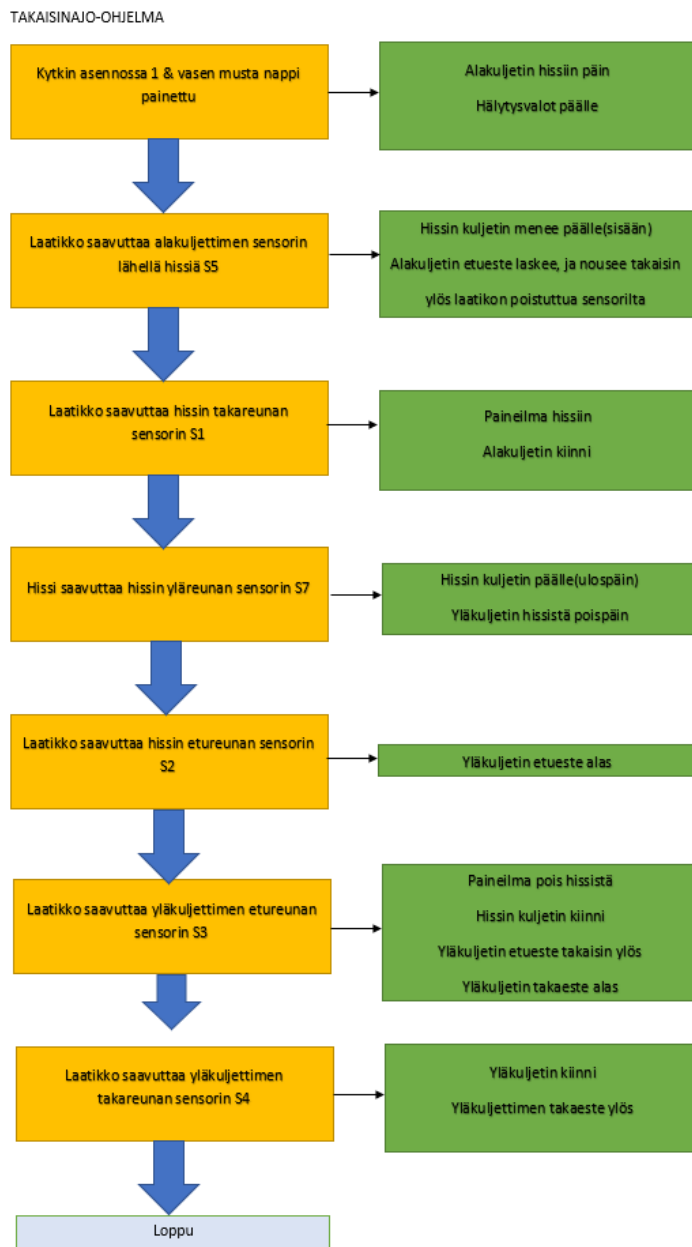 TAKAISINAJO-OHJELMA
Kytkin asennossa 1 & vasen musta nappi
painettu
Alakuljetin hissiin päin
Hälytysvalot päälle
Laatikko saavuttaa alakuljettimen sensorin
lähellä hissiä S5
Hissin kuljetin menee päälle(sisään)
Alakuljetin etueste laskee, ja nousee takaisin
ylös laatikon poistuttua sensorilta
Laatikko saavuttaa hissin takareunan
sensorin S1
Paineilma hissiin
Alakuljetin kiinni
Hissi saavuttaa hissin yläreunan sensorin S7
Hissin kuljetin päälle(ulospäin)
Yläkuljetin hissistä poispäin
Laatikko saavuttaa hissin etureunan sensorin
S2
Yläkuljetin etueste alas
Laatikko saavuttaa yläkuljettimen etureunan
sensorin S3
Paineilma pois hissistä
Hissin kuljetin kiinni
Yläkuljetin etueste takaisin ylös
Yläkuljetin takaeste alas
Laatikko saavuttaa yläkuljettimen
takareunan sensorin S4
Yläkuljetin kiinni
Yläkuljettimen takaeste ylös
Loppu